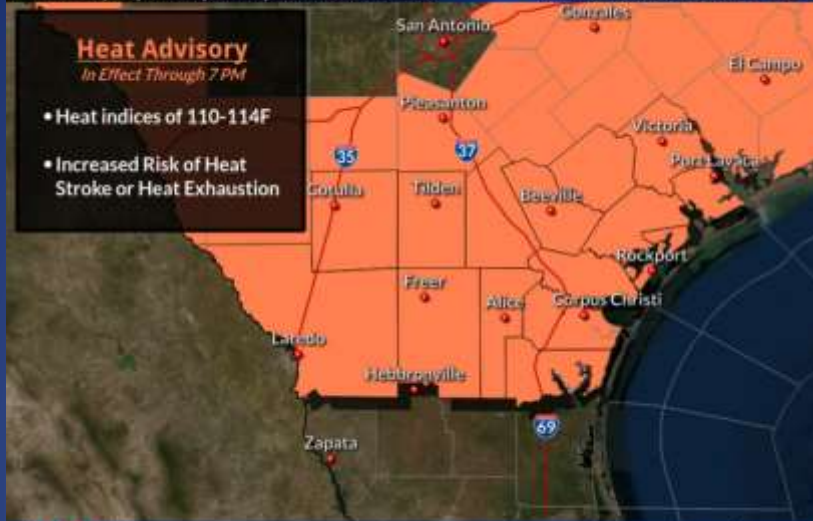 Heat Advisory
In Effect Through 7 PM
• Heat indices of 110-114F
• Increased Risk of Heat
Stroke or Heat Exhaustion
San Antonio
Gonzales
El Campo
Pleasanton
Victoria
Port Lavaca
35
37
Cotulla
Tilden
Beeville
Rockport
Freer
Alice
Corpus Christi
Laredo
Hebbronville
69
Zapata